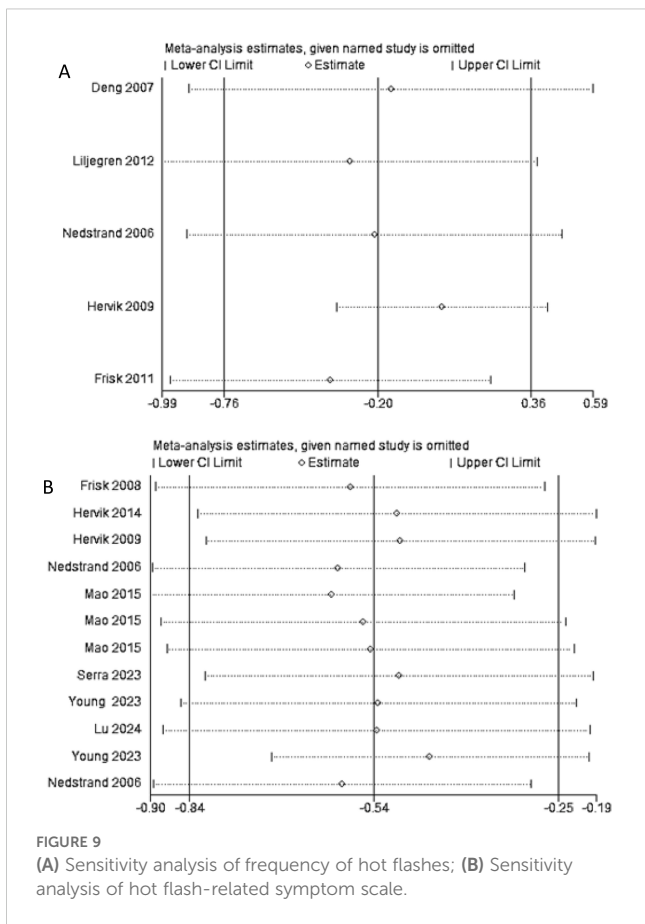 Meta-analysis estimates, given named study is omitted
A
| Lower CI Limit ◇ Estimate | Upper CI Limit
Deng 2007
Liljegren 2012
Nedstrand 2006
Hervik 2009
Frisk 2011
-0.99 -0.76 -0.20 0.36 0.59
Meta-analysis estimates, given named study is omitted
| Lower CI Limit ◇ Estimate | Upper CI Limit
B
Frisk 2008
Hervik 2014
Hervik 2009
Nedstrand 2006
Mao 2015
Mao 2015
Mao 2015
Serra 2023
Young 2023
Lu 2024
Young 2023
Nedstrand 2006
-0.90 -0.84 -0.54 -0.25 -0.19
FIGURE 9
(A) Sensitivity analysis of frequency of hot flashes; (B) Sensitivity
analysis of hot flash-related symptom scale.